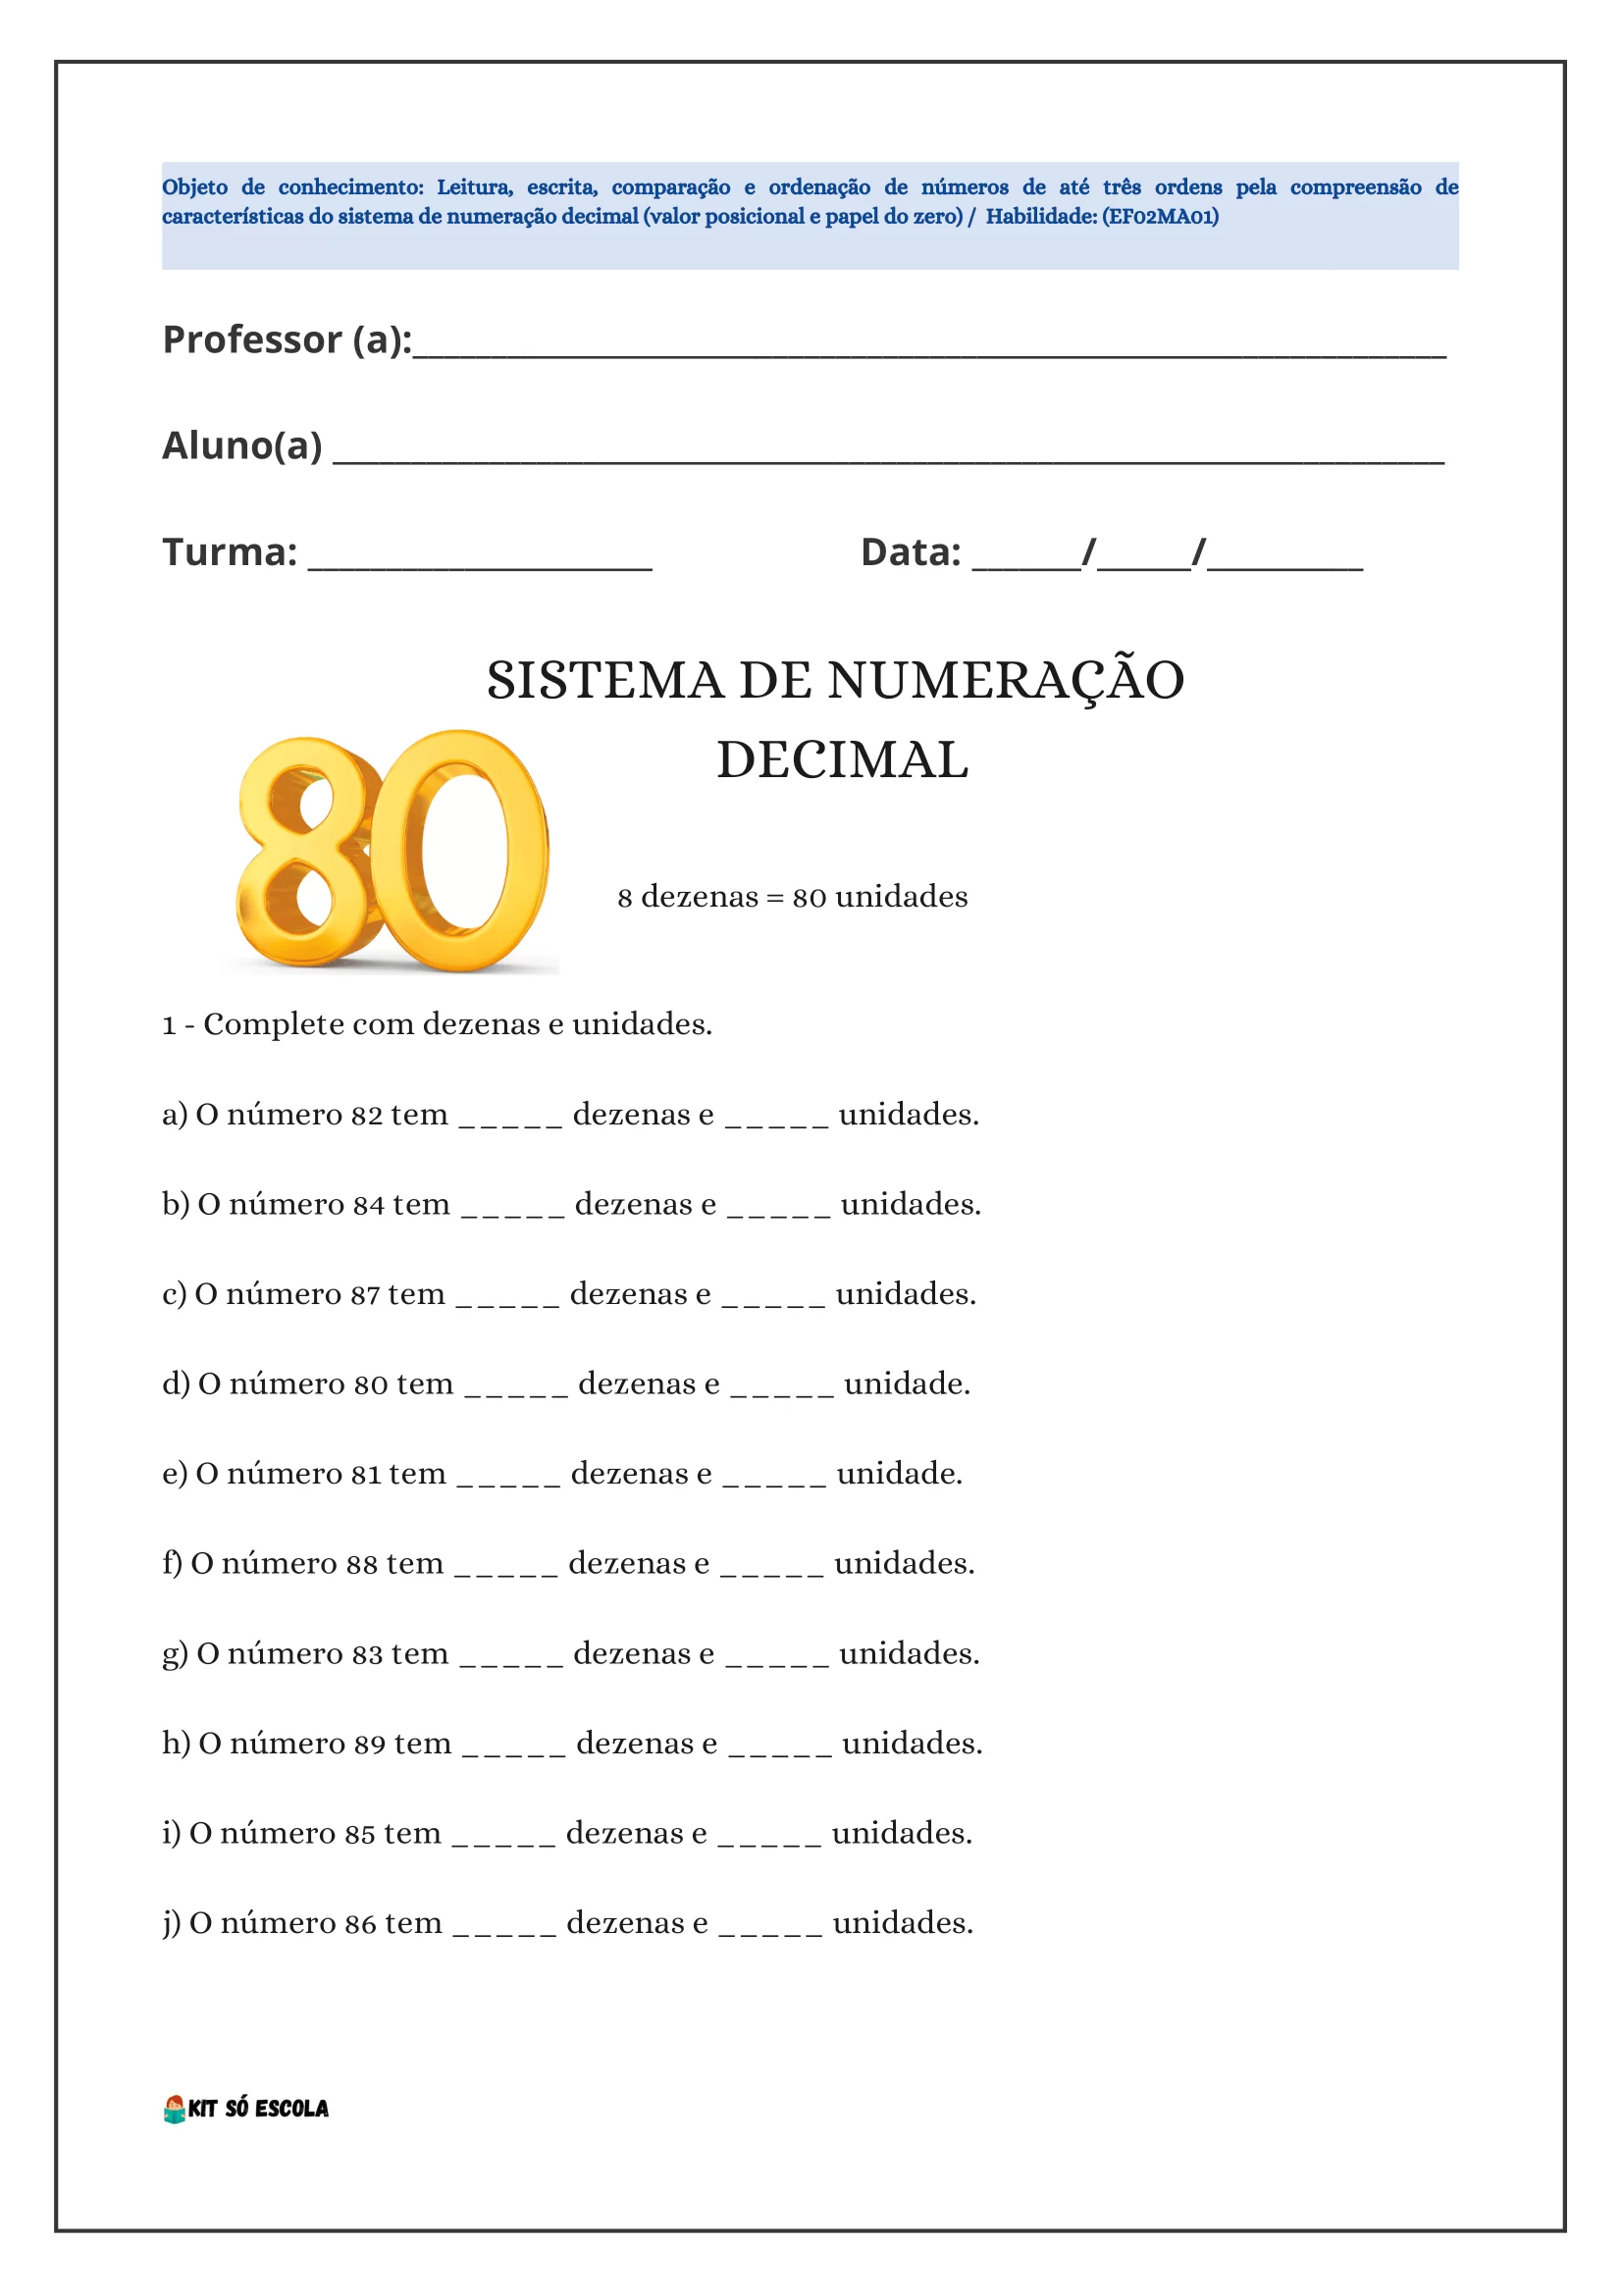 Objeto de conhecimento: Leitura, escrita, comparação e ordenação de números de até três ordens pela compreensão de
características do sistema de numeração decimal (valor posicional e papel do zero) / Habilidade: (EF02MA01)
Professor (a):__________________________________________________________________
Aluno(a) _______________________________________________________________________
Turma: ______________________ Data: _______/______/__________
SISTEMA DE NUMERAÇÃO
DECIMAL
80
8 dezenas = 80 unidades
1 - Complete com dezenas e unidades.
a) O número 82 tem _____ dezenas e _____ unidades.
b) O número 84 tem _____ dezenas e _____ unidades.
c) O número 87 tem _____ dezenas e _____ unidades.
d) O número 80 tem _____ dezenas e _____ unidade.
e) O número 81 tem _____ dezenas e _____ unidade.
f) O número 88 tem _____ dezenas e _____ unidades.
g) O número 83 tem _____ dezenas e _____ unidades.
h) O número 89 tem _____ dezenas e _____ unidades.
i) O número 85 tem _____ dezenas e _____ unidades.
j) O número 86 tem _____ dezenas e _____ unidades.
KIT SÓ ESCOLA